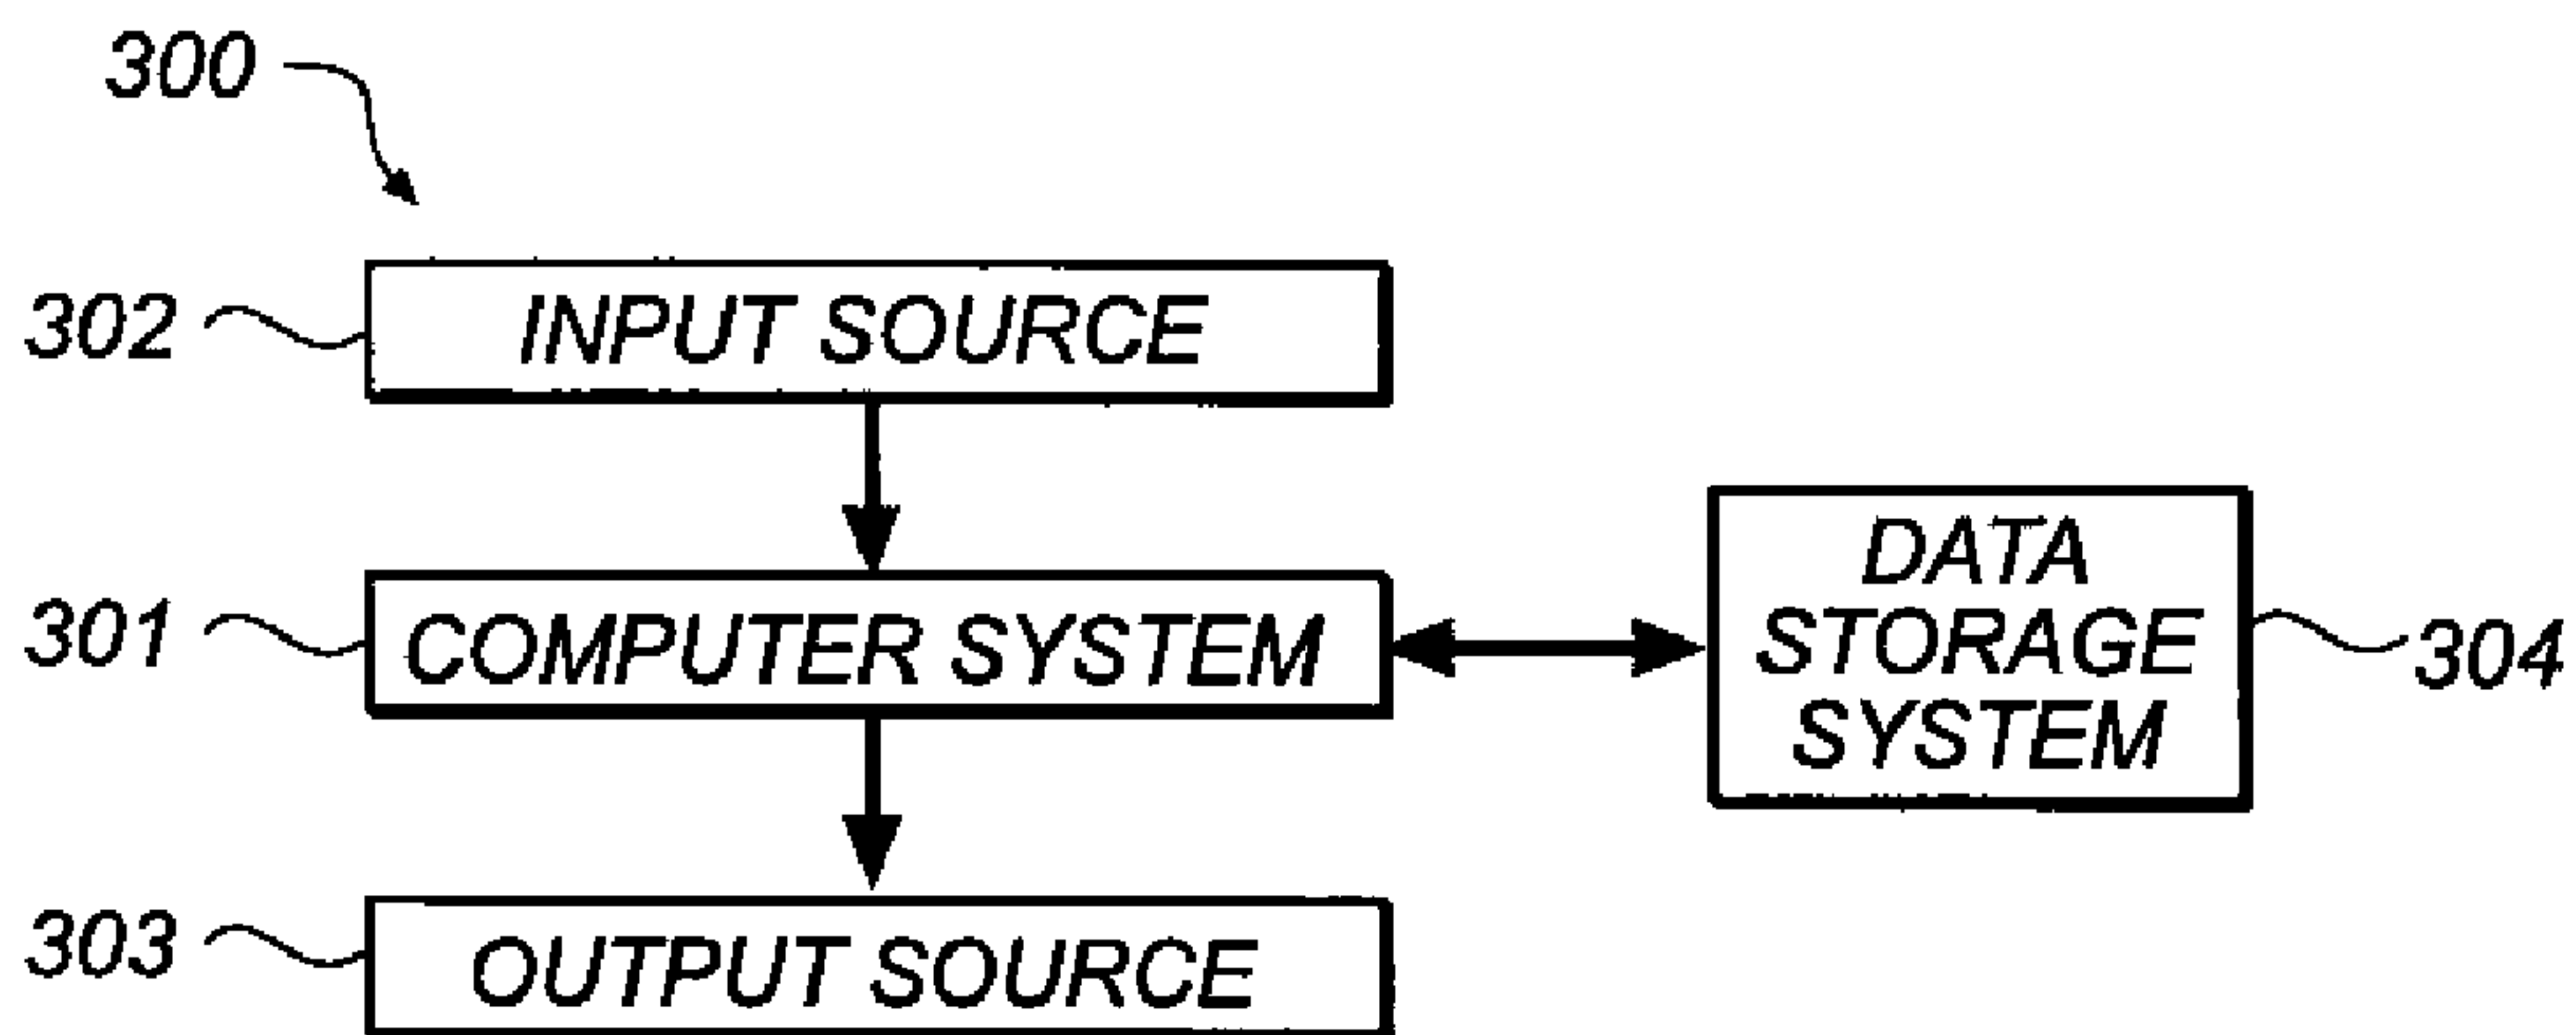 300
302
INPUT SOURCE
301
COMPUTER SYSTEM
DATA
STORAGE
SYSTEM
304
303
OUTPUT SOURCE